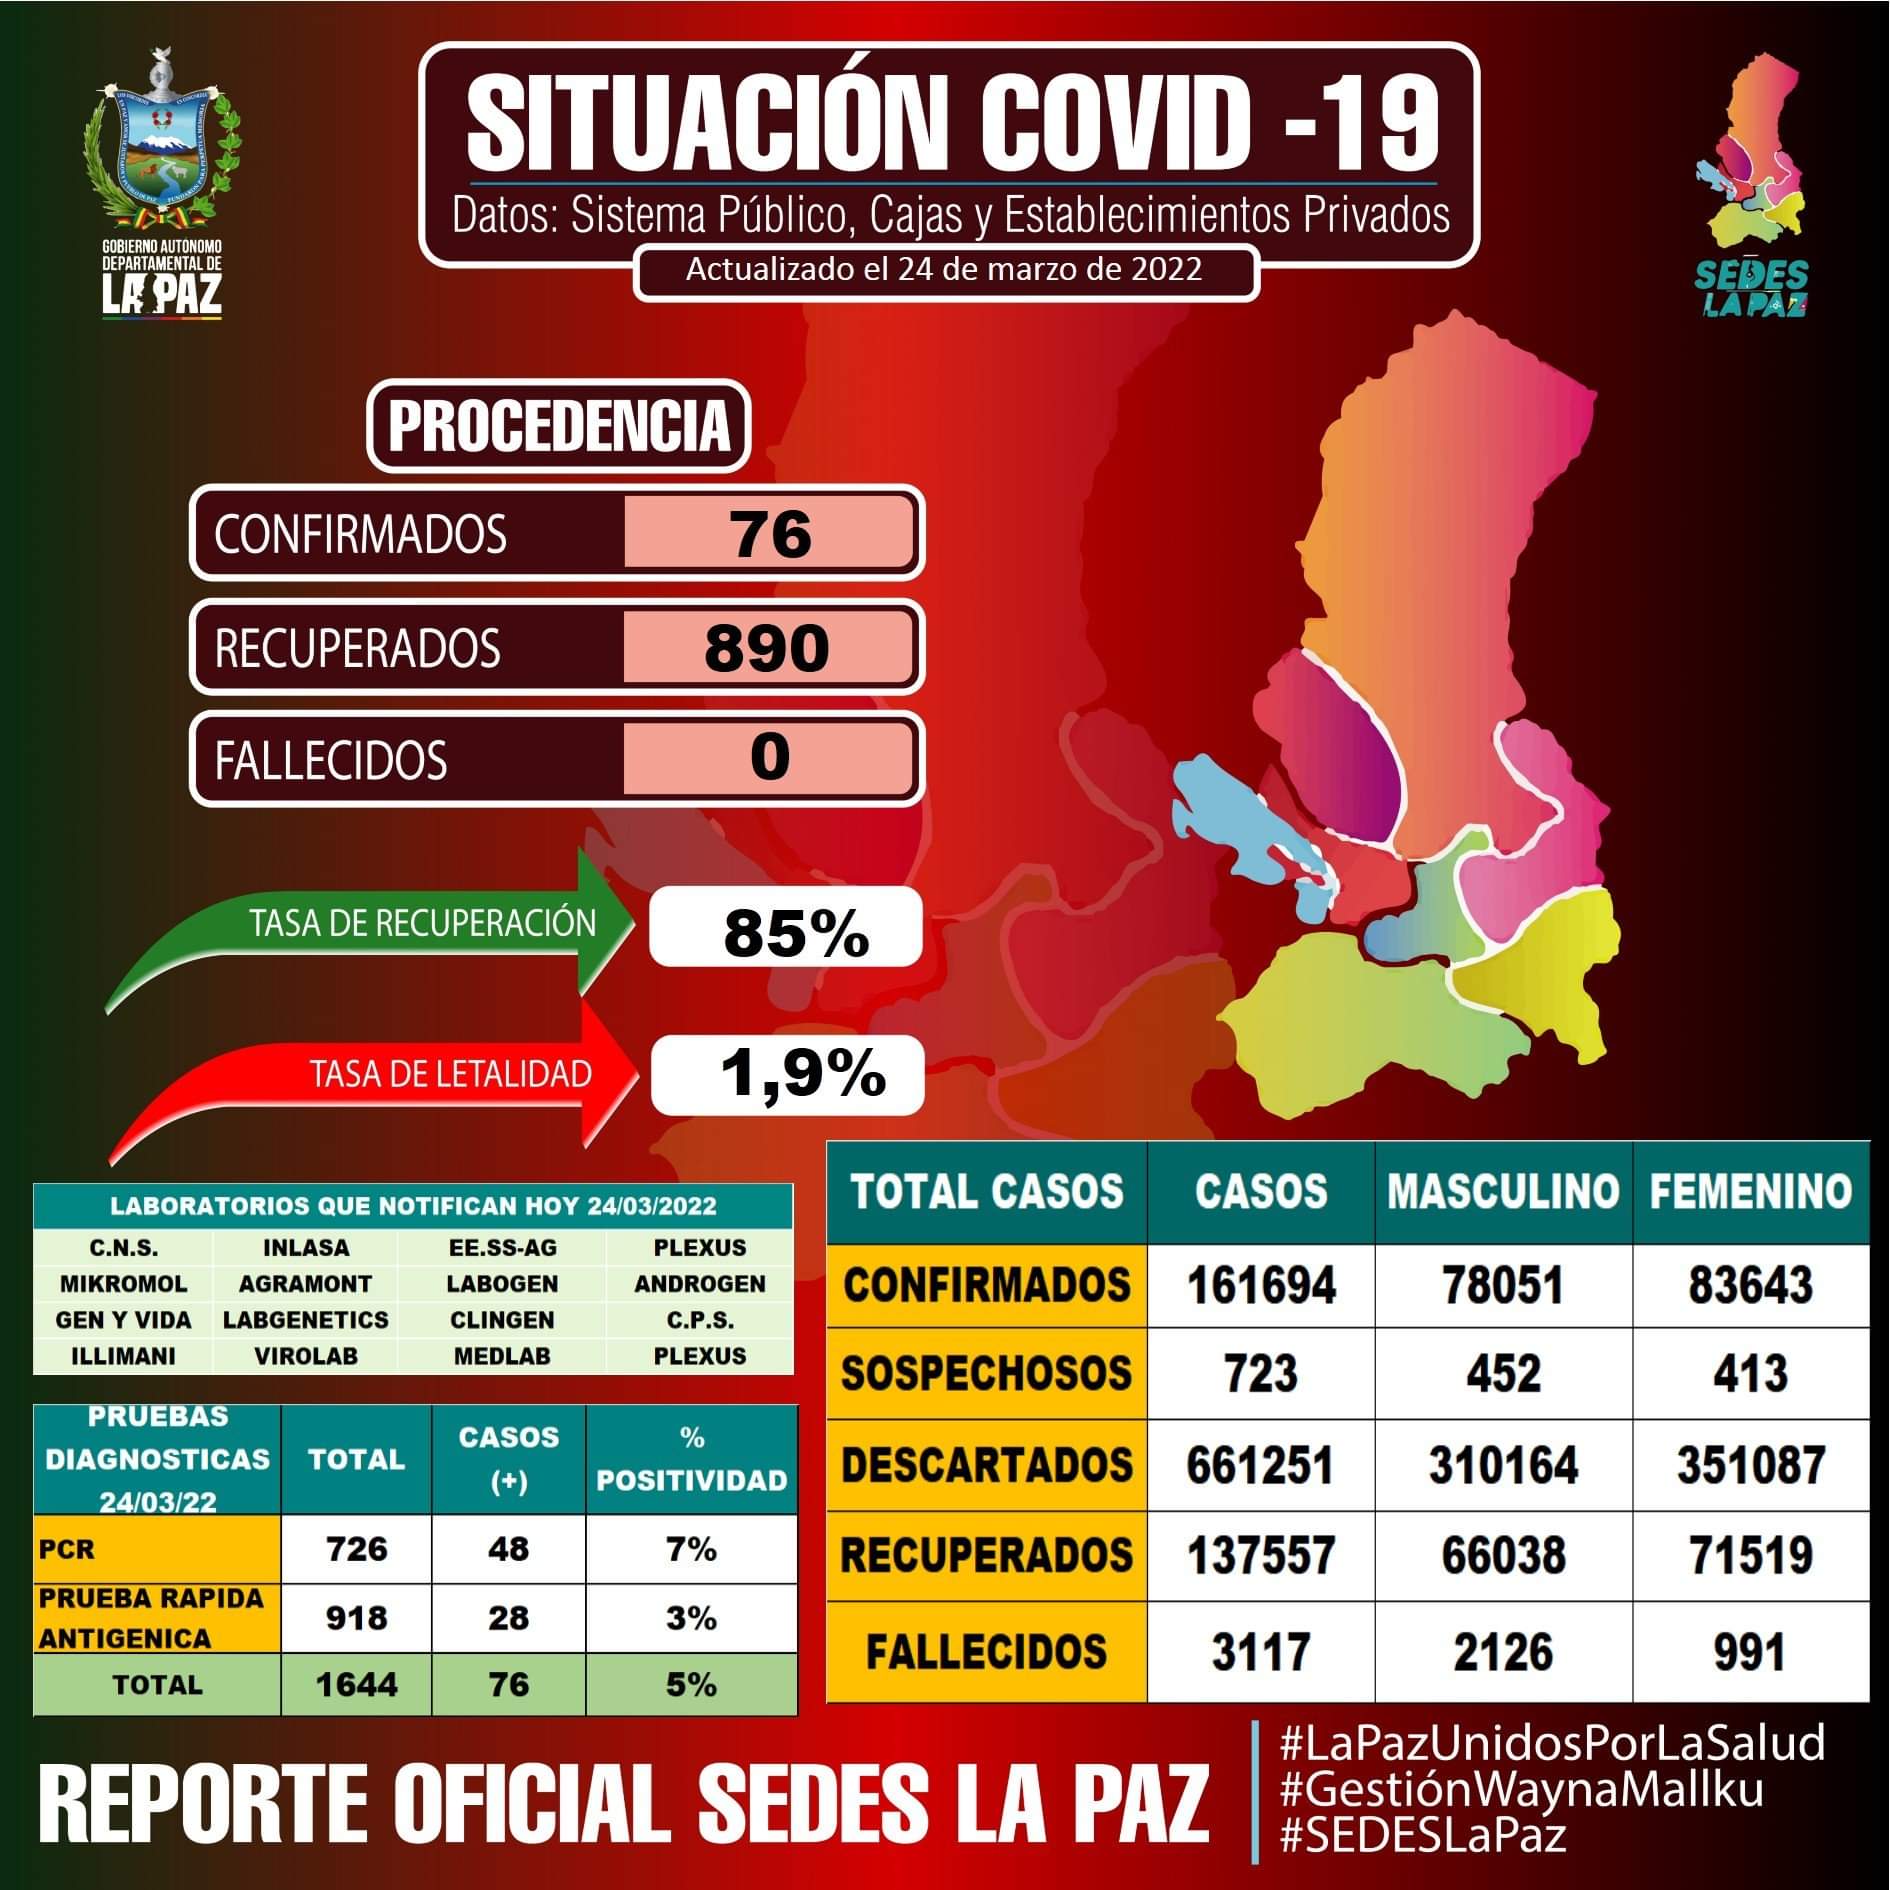 GOBIERNO AUTÓNOMO
DEPARTAMENTAL DE
LA PAZ
SITUACIÓN COVID -19
Datos: Sistema Público, Cajas y Establecimientos Privados
Actualizado el 24 de marzo de 2022
SEDES
LA PAZ
PROCEDENCIA
CONFIRMADOS 76
RECUPERADOS 890
FALLECIDOS 0
TASA DE RECUPERACIÓN 85%
TASA DE LETALIDAD 1,9%
LABORATORIOS QUE NOTIFICAN HOY 24/03/2022
C.N.S. INLASA EE.SS-AG PLEXUS
MIKROMOL AGRAMONT LABOGEN ANDROGEN
GEN Y VIDA LABGENETICS CLINGEN C.P.S.
ILLIMANI VIROLAB MEDLAB PLEXUS
PRUEBAS
DIAGNOSTICAS
24/03/22
TOTAL
CASOS
(+)
%
POSITIVIDAD
PCR 726 48 7%
PRUEBA RAPIDA
ANTIGENICA
918 28 3%
TOTAL 1644 76 5%
TOTAL CASOS CASOS MASCULINO FEMENINO
CONFIRMADOS 161694 78051 83643
SOSPECHOSOS 723 452 413
DESCARTADOS 661251 310164 351087
RECUPERADOS 137557 66038 71519
FALLECIDOS 3117 2126 991
REPORTE OFICIAL SEDES LA PAZ
#LaPazUnidosPorLaSalud
#GestiónWaynaMallku
#SEDESLaPaz